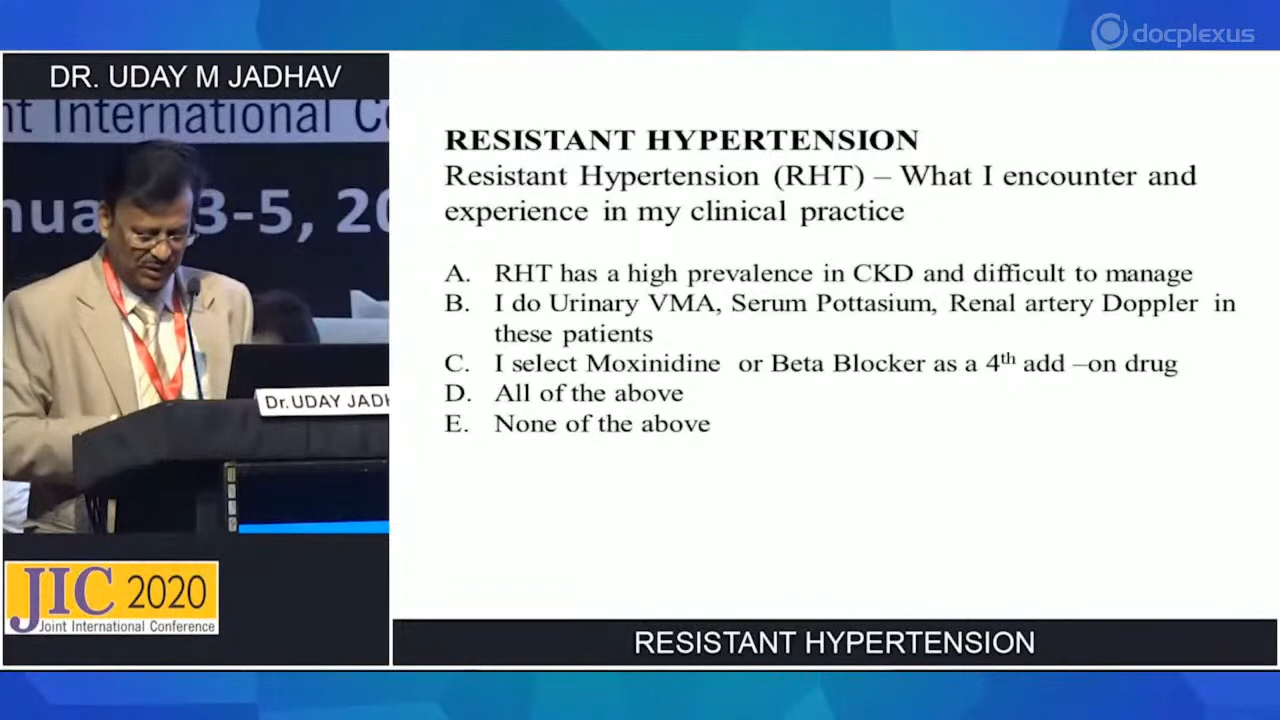 docplexus
DR. UDAY M JADHAV
nt International Co
nua 3-5, 20
Dr.UDAY JADH
JIC 2020
Joint International Conference
RESISTANT HYPERTENSION
Resistant Hypertension (RHT) – What I encounter and
experience in my clinical practice
A. RHT has a high prevalence in CKD and difficult to manage
B. I do Urinary VMA, Serum Pottasium, Renal artery Doppler in
these patients
C. I select Moxinidine or Beta Blocker as a 4th add –on drug
D. All of the above
E. None of the above
RESISTANT HYPERTENSION